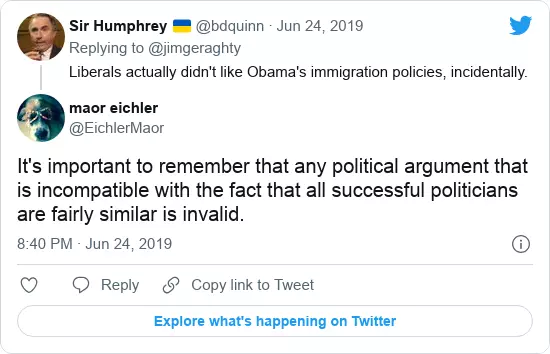 Sir Humphrey 🇺🇦 @bdquinn · Jun 24, 2019
Replying to @jimgeraghty
Liberals actually didn't like Obama's immigration policies, incidentally.
maor eichler
@EichlerMaor
It's important to remember that any political argument that
is incompatible with the fact that all successful politicians
are fairly similar is invalid.
8:40 PM · Jun 24, 2019
Reply Copy link to Tweet
Explore what's happening on Twitter